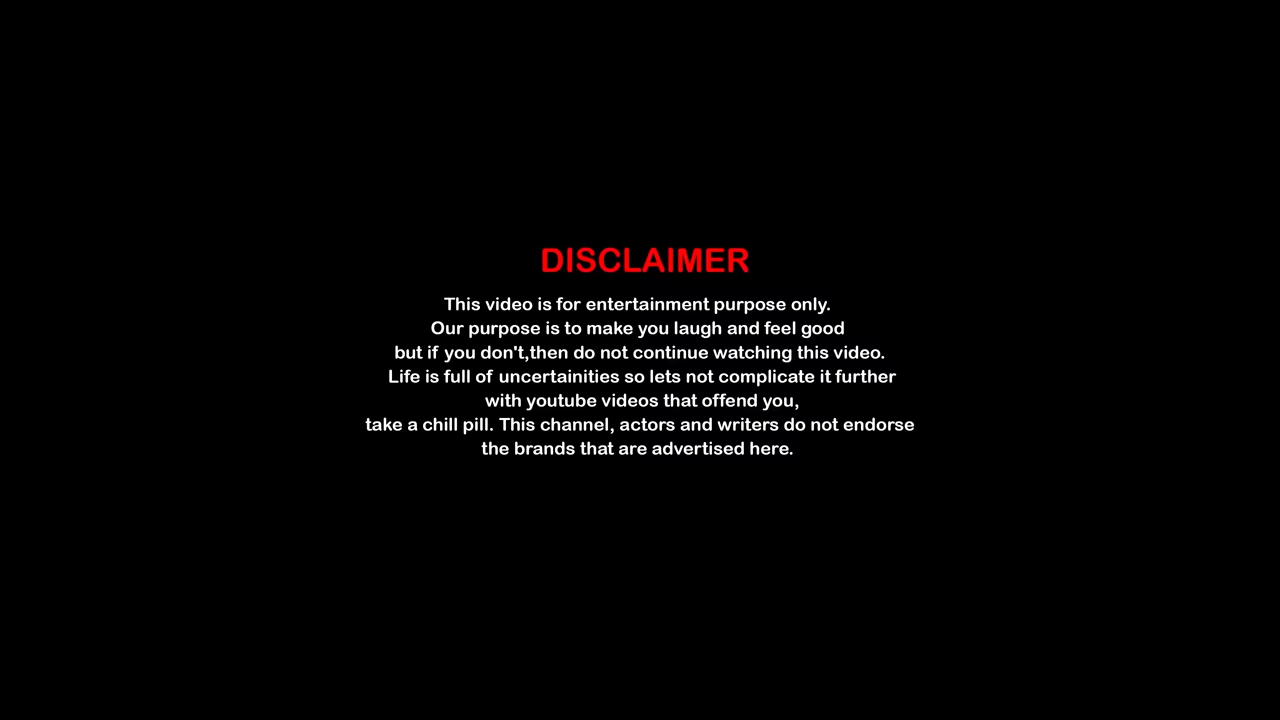 DISCLAIMER
This video is for entertainment purpose only.
Our purpose is to make you laugh and feel good
but if you don't,then do not continue watching this video.
Life is full of uncertainities so lets not complicate it further
with youtube videos that offend you,
take a chill pill. This channel, actors and writers do not endorse
the brands that are advertised here.